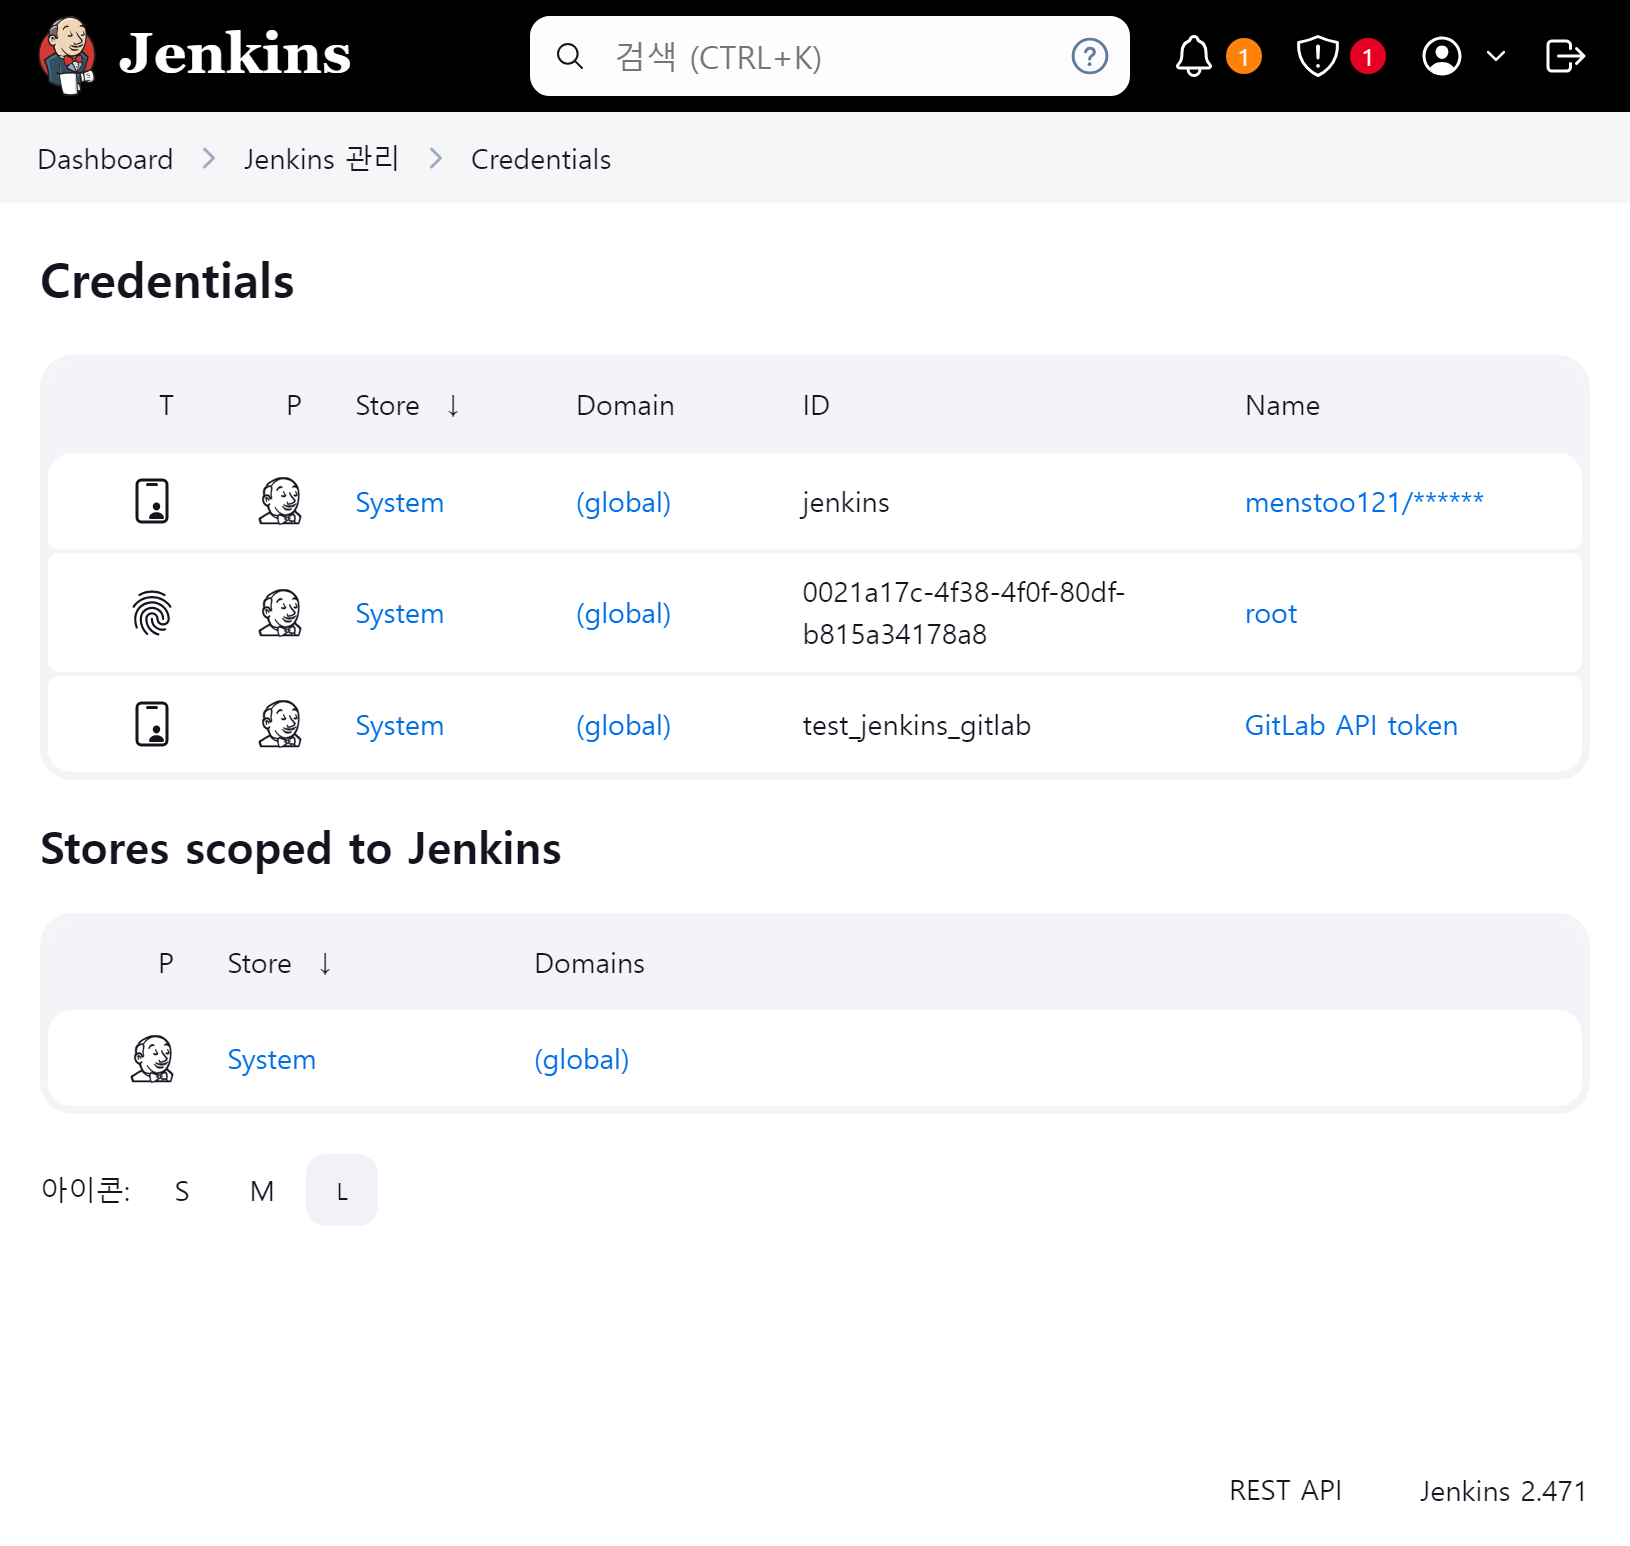 Jenkins
검색 (CTRL+K)
1
1
Dashboard
Jenkins 관리
Credentials
Credentials
T P Store ↓ Domain ID Name
System (global) jenkins menstoo121/******
System (global) 0021a17c-4f38-4f0f-80df-
b815a34178a8
root
System (global) test_jenkins_gitlab GitLab API token
Stores scoped to Jenkins
P Store ↓ Domains
System (global)
아이콘: S M L
REST API Jenkins 2.471